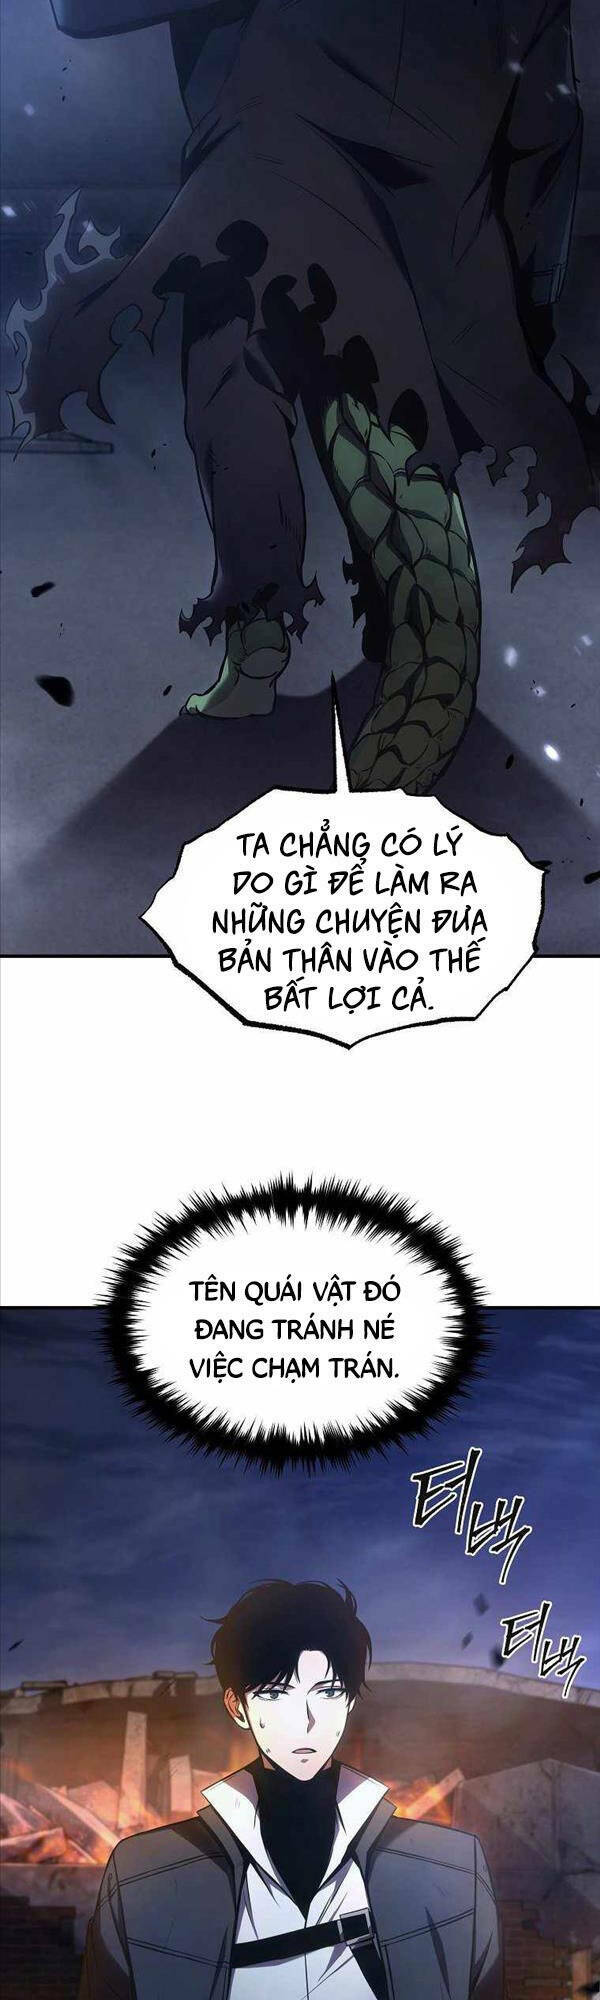 TA CHẲNG CÓ LÝ
DO GÌ ĐỂ LÀM RA
NHỮNG CHUYỆN ĐƯA
BẢN THÂN VÀO THẾ
BẤT LỢI CẢ.
TÊN QUÁI VẬT ĐÓ
ĐANG TRÁNH NÉ
VIỆC CHẠM TRÁN.
터벅
터벅